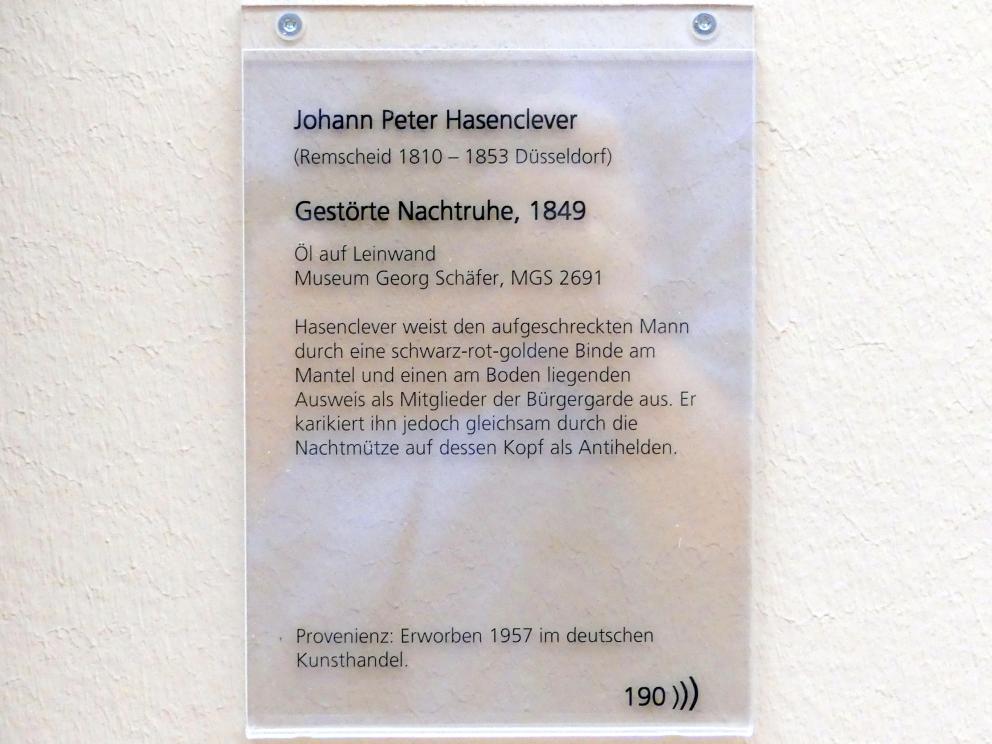 Johann Peter Hasenclever
(Remscheid 1810 – 1853 Düsseldorf)
Gestörte Nachtruhe, 1849
Öl auf Leinwand
Museum Georg Schäfer, MGS 2691
Hasenclever weist den aufgeschreckten Mann
durch eine schwarz-rot-goldene Binde am
Mantel und einen am Boden liegenden
Ausweis als Mitglieder der Bürgergarde aus. Er
karikiert ihn jedoch gleichsam durch die
Nachtmütze auf dessen Kopf als Antihelden.
Provenienz: Erworben 1957 im deutschen
Kunsthandel.
190